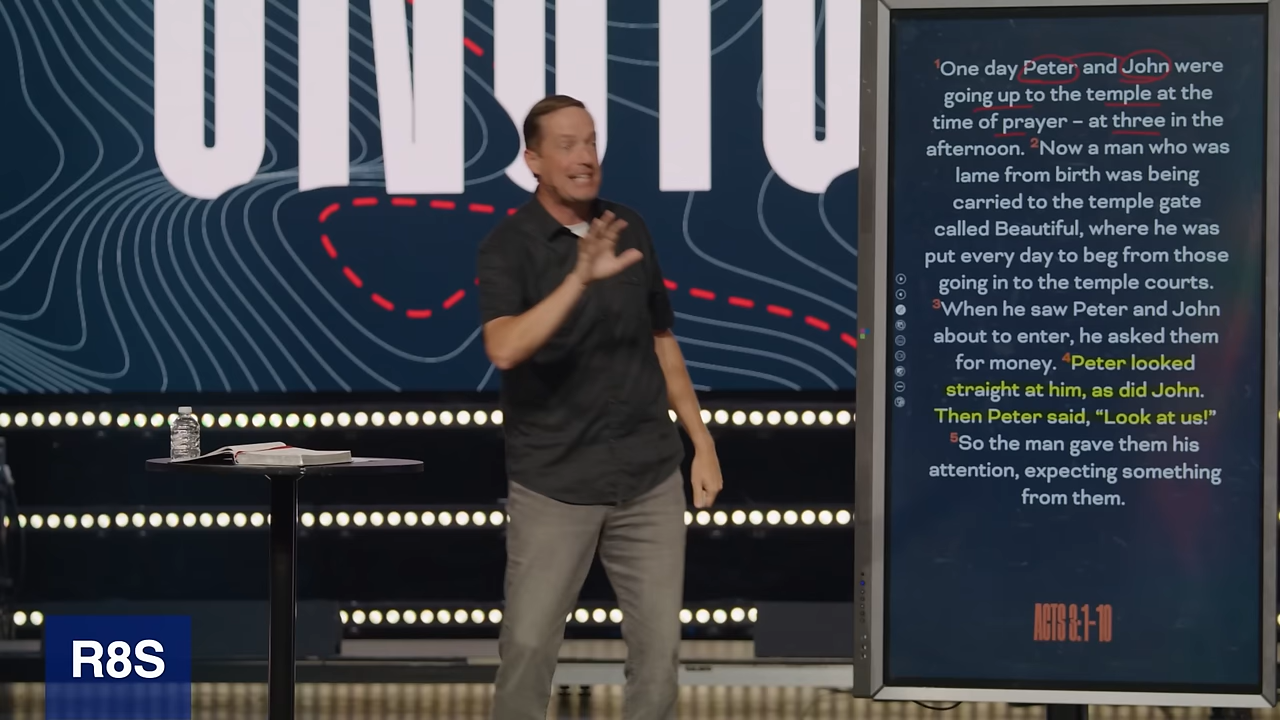 ¹One day Peter and John were
going up to the temple at the
time of prayer – at three in the
afternoon. ²Now a man who was
lame from birth was being
carried to the temple gate
called Beautiful, where he was
put every day to beg from those
going in to the temple courts.
³When he saw Peter and John
about to enter, he asked them
for money. ⁴Peter looked
straight at him, as did John.
Then Peter said, “Look at us!”
⁵So the man gave them his
attention, expecting something
from them.
ACTS 3:1-10
R8S